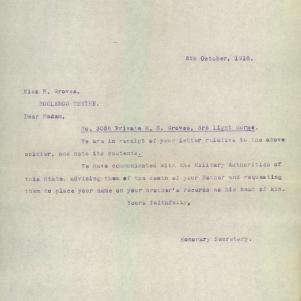 8th October, 1918.
Miss R. Groves,
BOOLEROO CENTRE.
Dear Madam,
No. 3086 Private H. S. Groves, 3rd Light Horse.
We are in receipt of your letter relative to the above
soldier, and note its contents.
We have communicated with the Military Authorities of
this State, advising them of the death of your Father and requesting
them to place your name on your brother's records as his next of kin.
Yours faithfully,
Honorary Secretary.